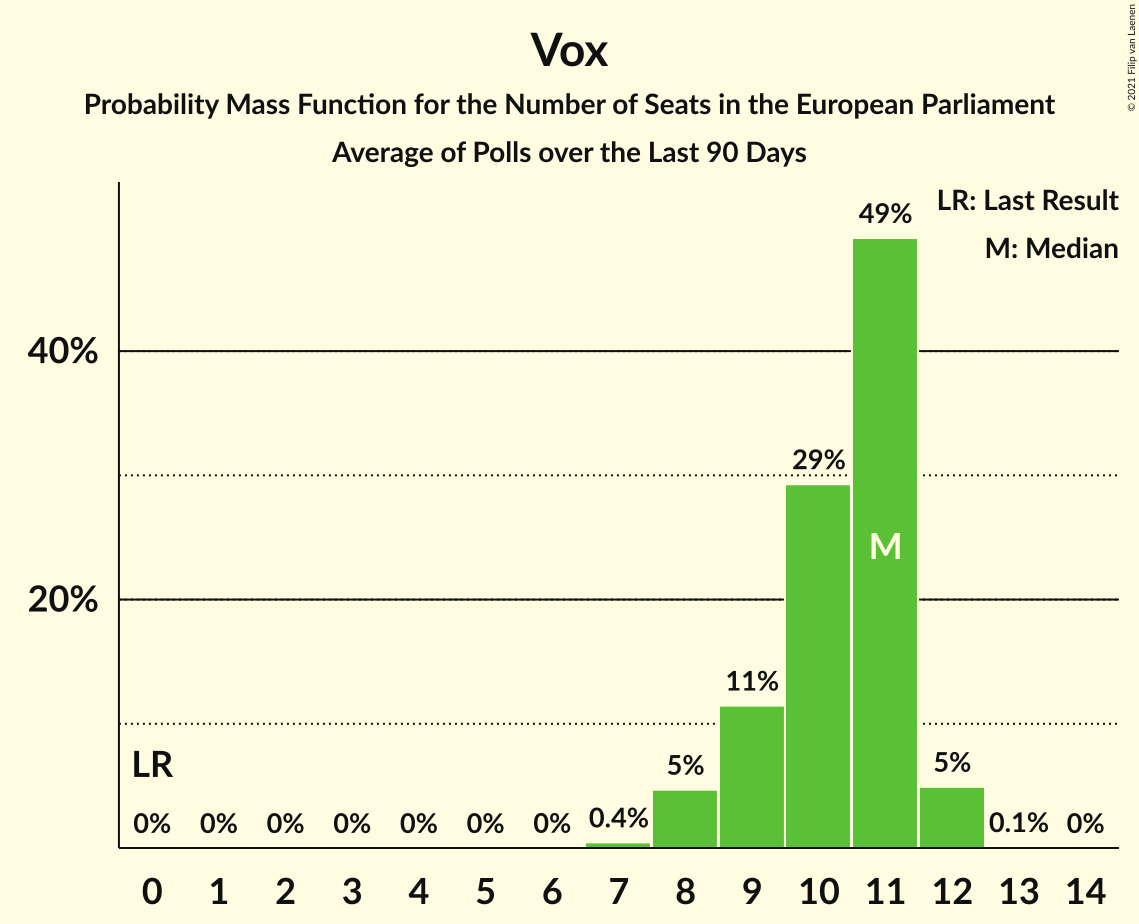 Vox
Probability Mass Function for the Number of Seats in the European Parliament
Average of Polls over the Last 90 Days
© 2021 Filip van Laenen
LR: Last Result
M: Median
49%
40%
29%
M
20%
11%
LR
5%
5%
0% 0% 0% 0% 0% 0% 0% 0.4% 0.1% 0%
0 1 2 3 4 5 6 7 8 9 10 11 12 13 14